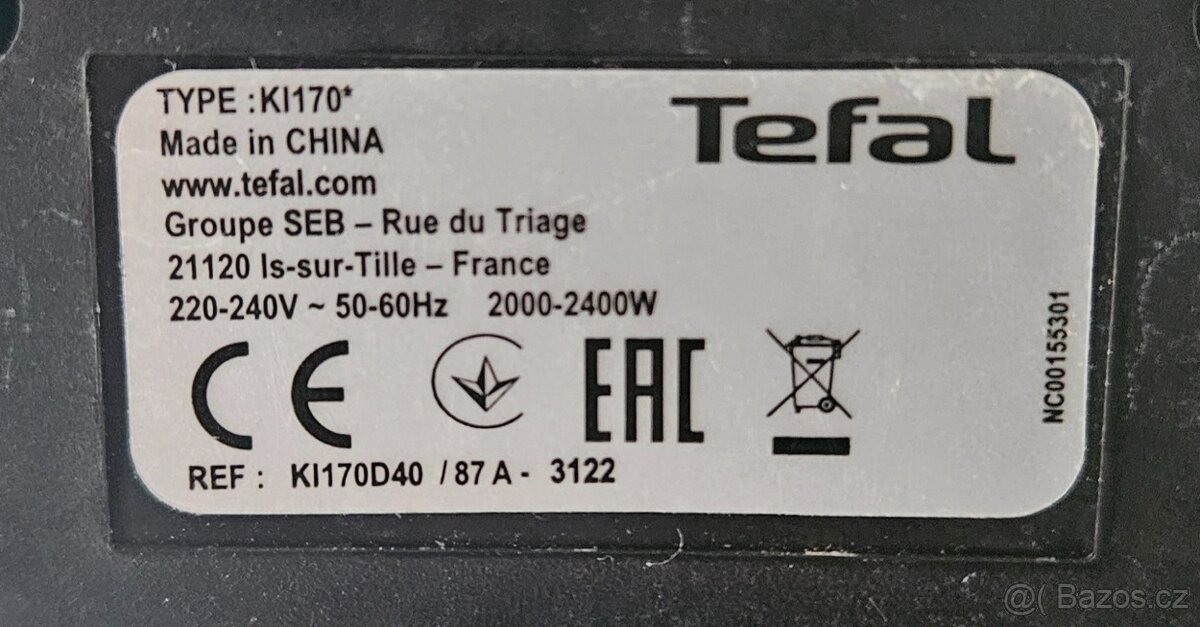 TYPE :KI170*
Tefal
Made in CHINA
www.tefal.com
Groupe SEB – Rue du Triage
21120 Is-sur-Tille – France
220-240V ~ 50-60Hz 2000-2400W
CE
EAC
NC00155301
REF : KI170D40 / 87 A - 3122
@( Bazos.cz